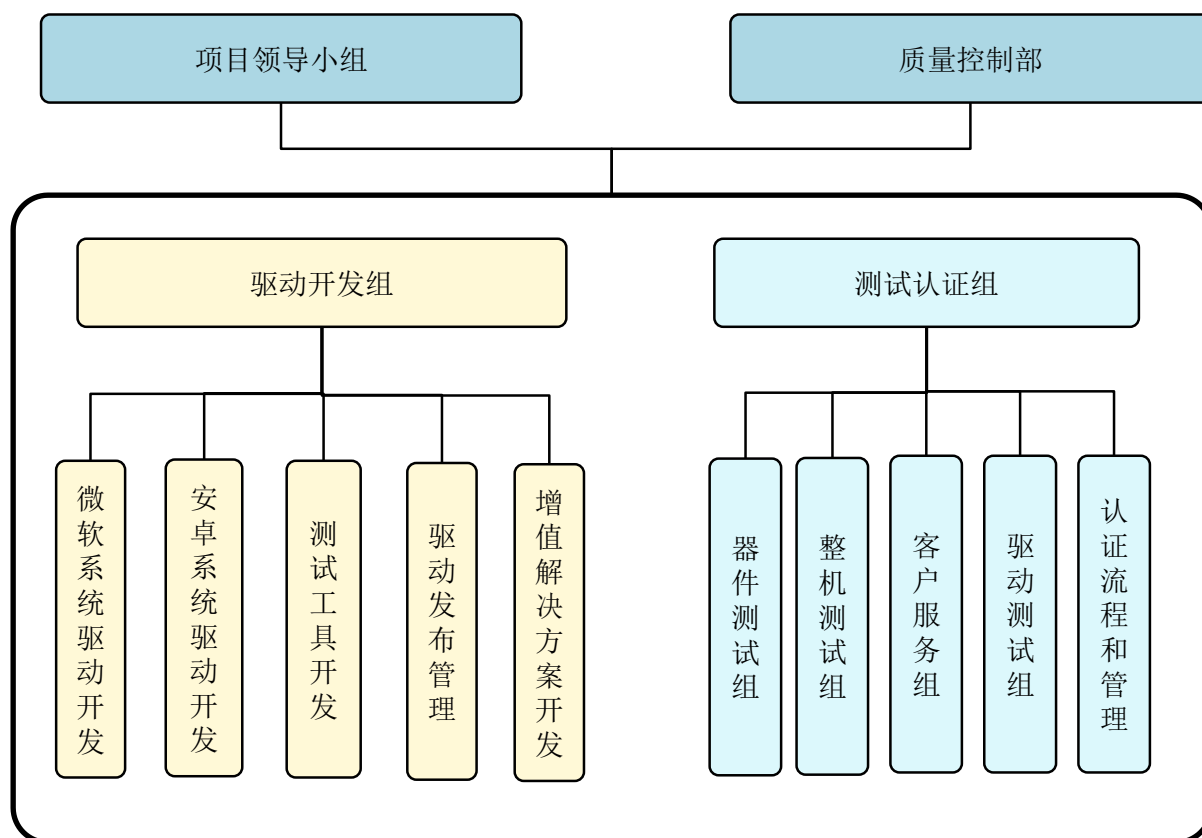 项目领导小组
质量控制部
驱动开发组
测试认证组
微软系统驱动开发
安卓系统驱动开发
测试工具开发
驱动发布管理
增值解决方案开发
器件测试组
整机测试组
客户服务组
驱动测试组
认证流程和管理